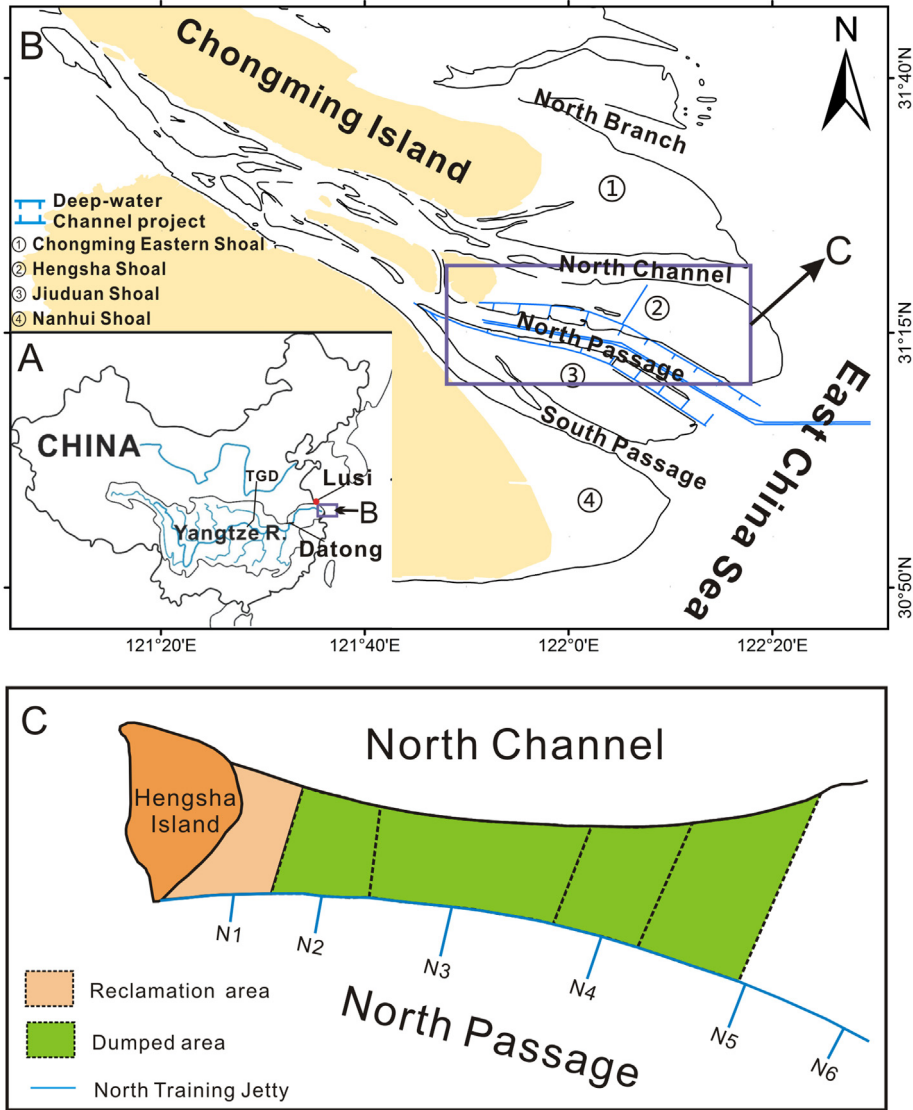 B
Chongming Island
N
31°40'N
North Branch
①
Deep-water
Channel project
① Chongming Eastern Shoal
② Hengsha Shoal
③ Jiuduan Shoal
④ Nanhui Shoal
North Channel
C
②
31°15'N
North Passage
③
South Passage
④
East China Sea
30°50'N
A
CHINA
TGD
Lusi
B
Yangtze R.
Datong
121°20'E
121°40'E
122°0'E
122°20'E
C
North Channel
Hengsha
Island
N1
N2
N3
N4
N5
N6
North Passage
Reclamation area
Dumped area
North Training Jetty